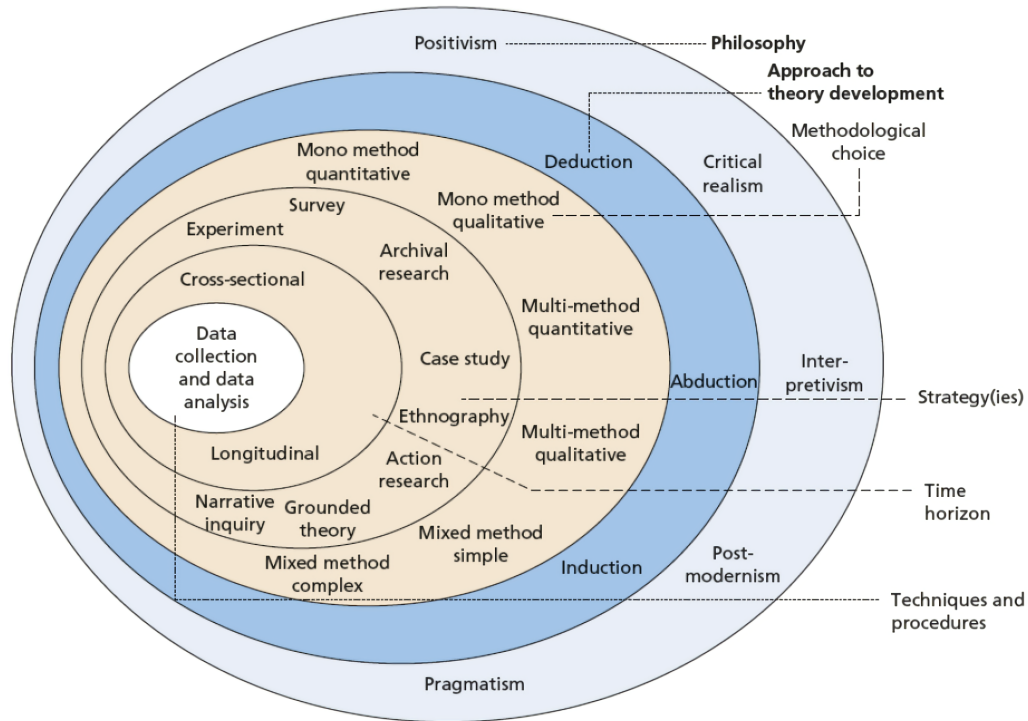 Positivism
Philosophy
Approach to
theory development
Methodological
choice
Mono method
quantitative
Deduction
Critical
realism
Mono method
qualitative
Survey
Experiment
Archival
research
Cross-sectional
Multi-method
quantitative
Data
collection
and data
analysis
Case study
Inter-
pretivism
Abduction
Strategy(ies)
Ethnography
Multi-method
qualitative
Longitudinal
Action
research
Time
horizon
Narrative
inquiry
Grounded
theory
Mixed method
simple
Mixed method
complex
Induction
Post-
modernism
Techniques and
procedures
Pragmatism